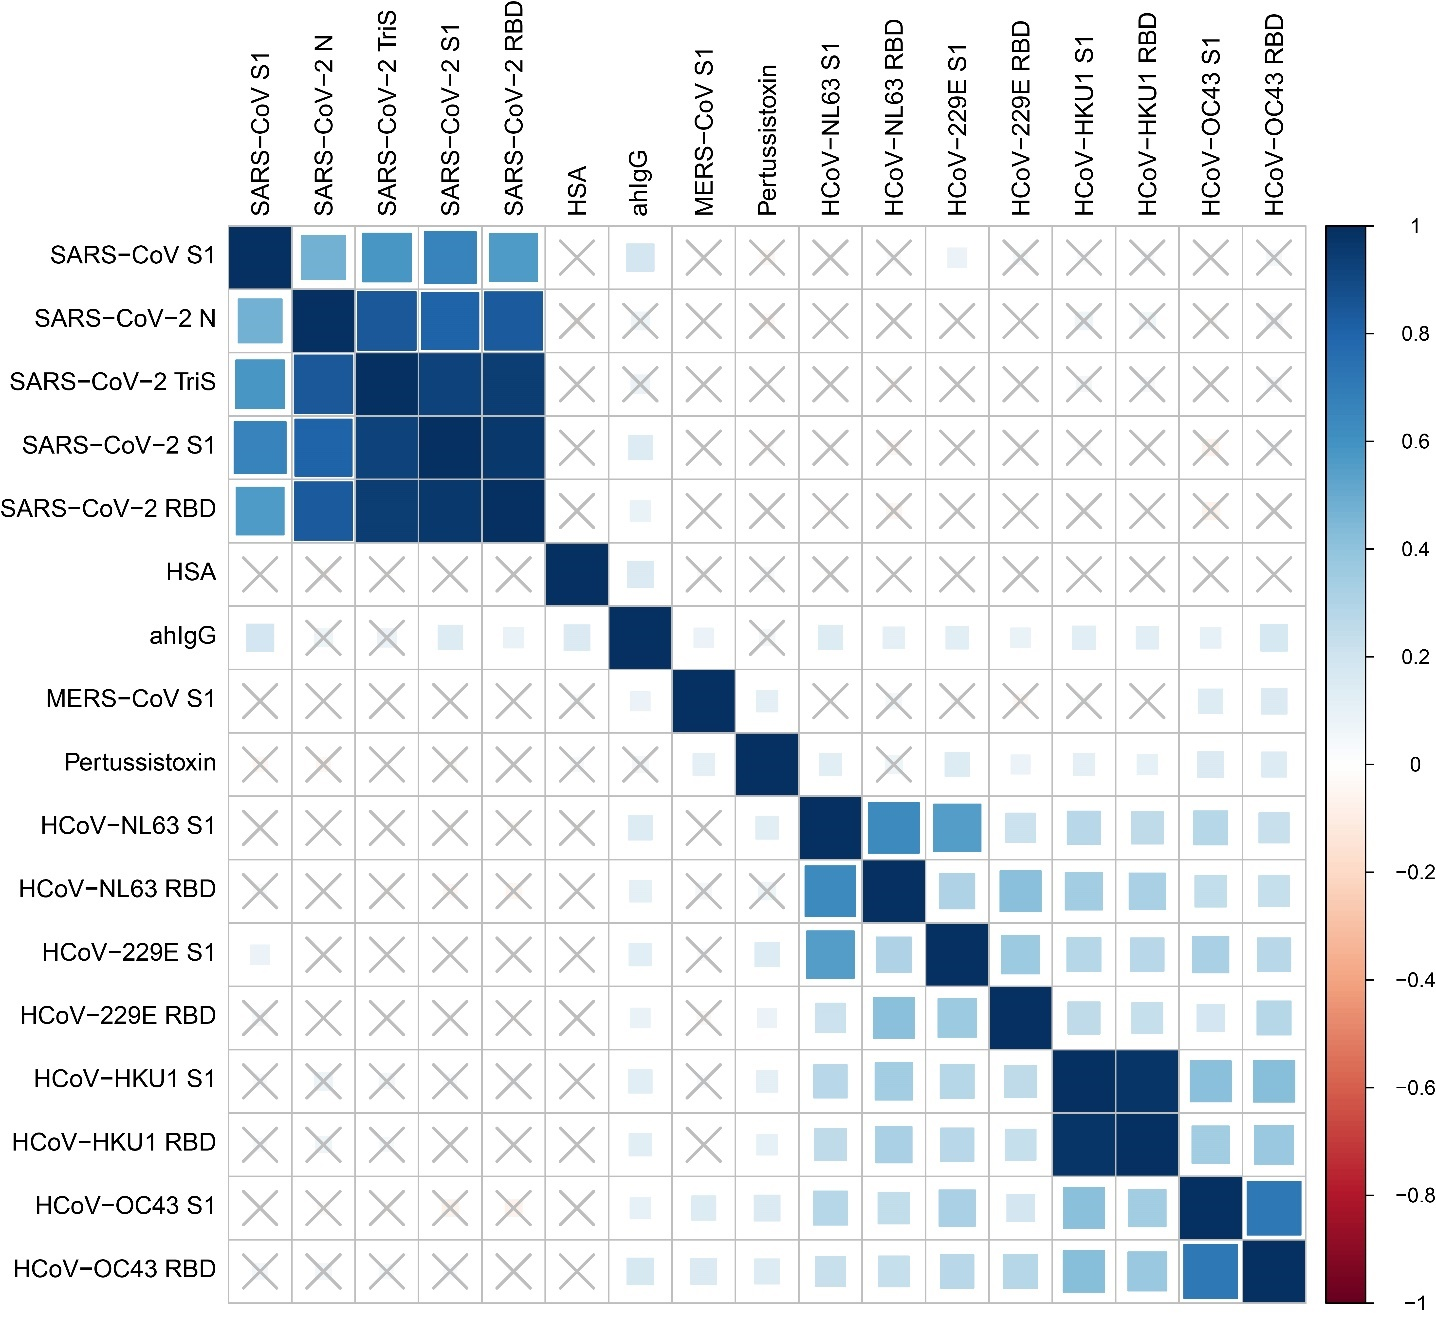 SARS−CoV S1
SARS−CoV−2 N
SARS−CoV−2 TriS
SARS−CoV−2 S1
SARS−CoV−2 RBD
HSA
ahIgG
MERS−CoV S1
Pertussistoxin
HCoV−NL63 S1
HCoV−NL63 RBD
HCoV−229E S1
HCoV−229E RBD
HCoV−HKU1 S1
HCoV−HKU1 RBD
HCoV−OC43 S1
HCoV−OC43 RBD
SARS−CoV S1
SARS−CoV−2 N
SARS−CoV−2 TriS
SARS−CoV−2 S1
SARS−CoV−2 RBD
HSA
ahIgG
MERS−CoV S1
Pertussistoxin
HCoV−NL63 S1
HCoV−NL63 RBD
HCoV−229E S1
HCoV−229E RBD
HCoV−HKU1 S1
HCoV−HKU1 RBD
HCoV−OC43 S1
HCoV−OC43 RBD
1
0.8
0.6
0.4
0.2
0
−0.2
−0.4
−0.6
−0.8
−1